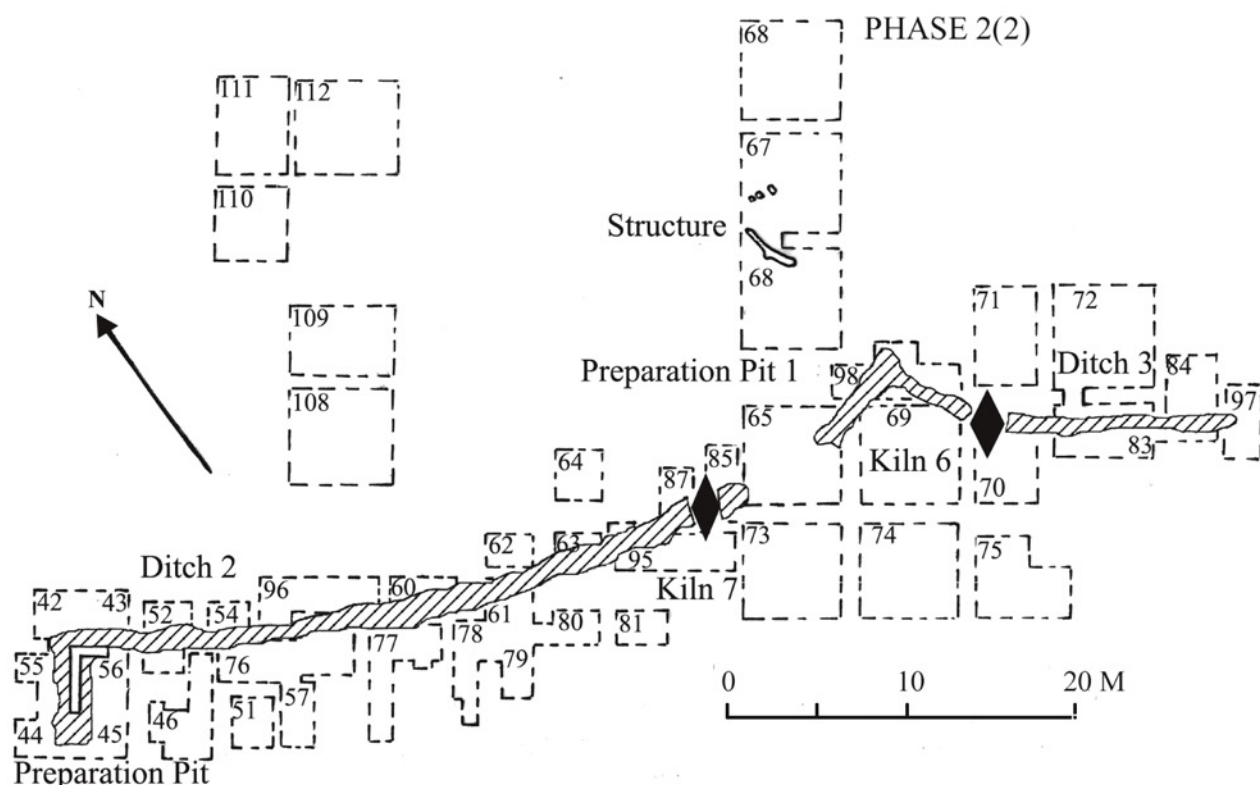 68 PHASE 2(2)
111 112
67
110
Structure
68
N
71 72
109
Preparation Pit 1 98 Ditch 3 84
97
108
65 69
83
64 87 85 Kiln 6
70
62 63
95 73 74 75
Ditch 2 96 60 Kiln 7
42 43 52 54 61
80 81
77 78
55 56 76
79
0 10 20 M
46 51 57
44 45
Preparation Pit